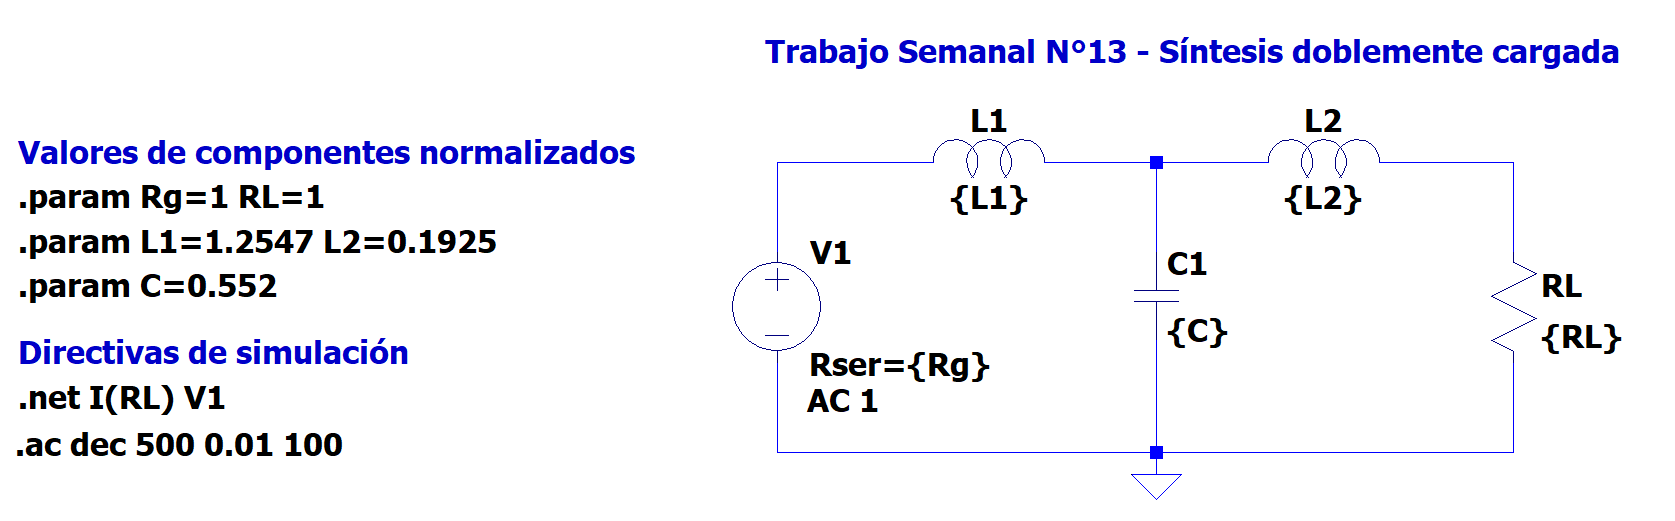 Trabajo Semanal N°13 - Síntesis doblemente cargada
Valores de componentes normalizados
.param Rg=1 RL=1
.param L1=1.2547 L2=0.1925
.param C=0.552
Directivas de simulación
.net I(RL) V1
.ac dec 500 0.01 100
L1
{L1}
L2
{L2}
V1
Rser={Rg}
AC 1
C1
{C}
RL
{RL}